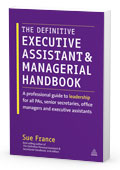 THE DEFINITIVE
EXECUTIVE
ASSISTANT &
MANAGERIAL
HANDBOOK
A professional guide to leadership
for all PAs, senior secretaries, office
managers and executive assistants
Sue France